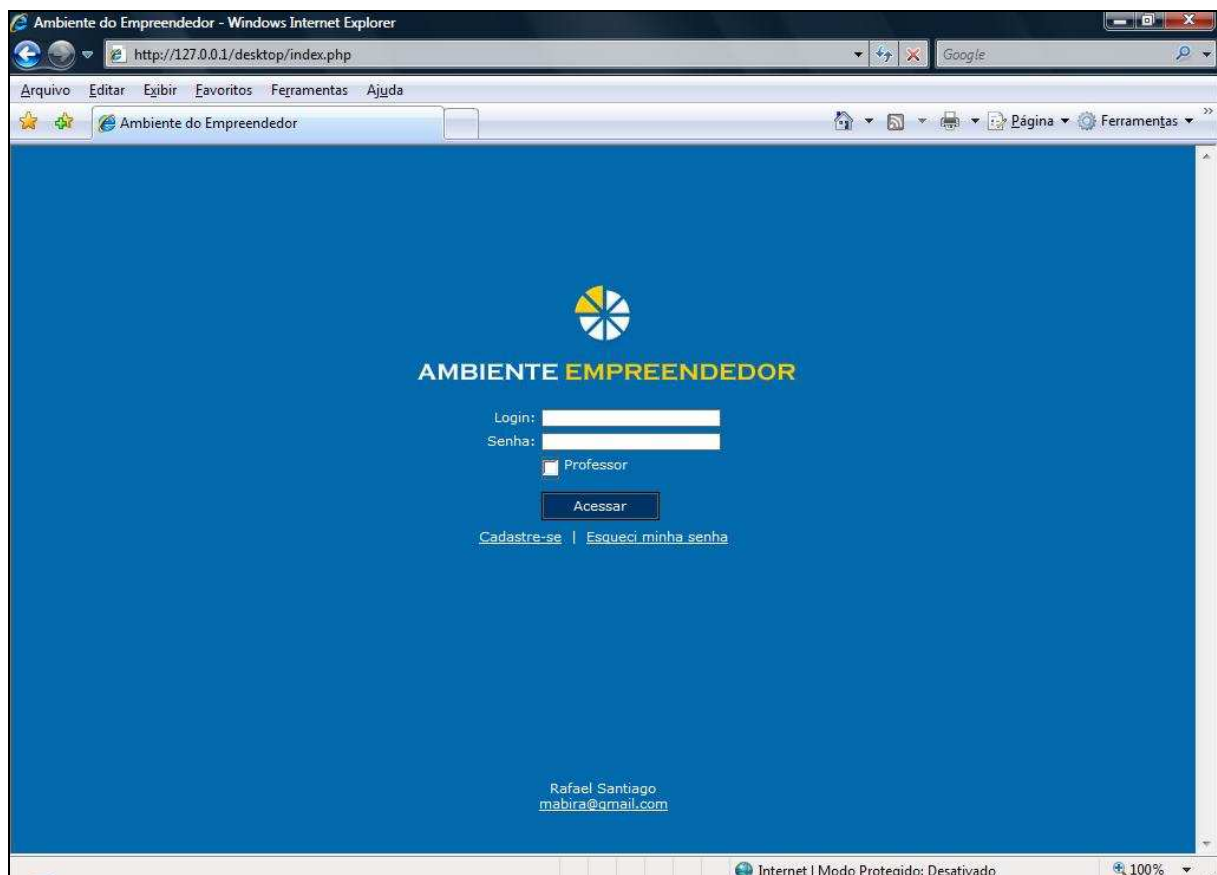 Ambiente do Empreendedor - Windows Internet Explorer
http://127.0.0.1/desktop/index.php
Google
Arquivo Editar Exibir Favoritos Ferramentas Ajuda
Ambiente do Empreendedor
Página Ferramentas
AMBIENTE EMPREENDEDOR
Login:
Senha:
Professor
Acessar
Cadastre-se | Esqueci minha senha
Rafael Santiago
mabira@gmail.com
Internet | Modo Protegido: Desativado 100%